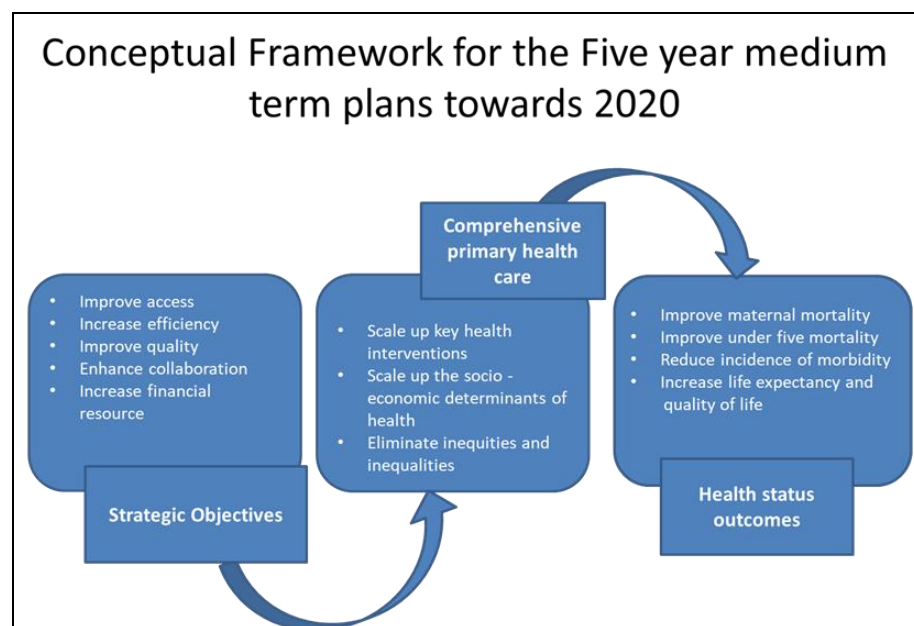 Conceptual Framework for the Five year medium
term plans towards 2020
• Improve access
• Increase efficiency
• Improve quality
• Enhance collaboration
• Increase financial
resource
Strategic Objectives
Comprehensive
primary health
care
• Scale up key health
interventions
• Scale up the socio -
economic determinants of
health
• Eliminate inequities and
inequalities
• Improve maternal mortality
• Improve under five mortality
• Reduce incidence of morbidity
• Increase life expectancy and
quality of life
Health status
outcomes